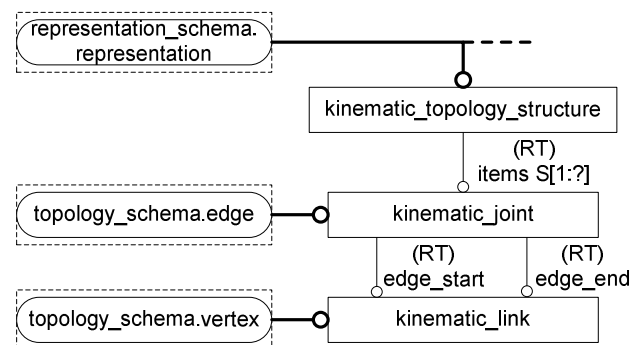 representation_schema.
representation
kinematic_topology_structure
(RT)
items S[1:?]
topology_schema.edge
kinematic_joint
(RT)
edge_start
(RT)
edge_end
topology_schema.vertex
kinematic_link